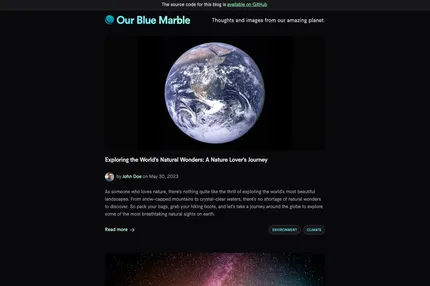 The source code for this blog is available on GitHub
Our Blue Marble
Thoughts and images from our amazing planet.
Exploring the World's Natural Wonders: A Nature Lover's Journey
by John Doe on May 30, 2023
As someone who loves nature, there's nothing quite like the thrill of exploring the world's most beautiful
landscapes. From snow-capped mountains to crystal-clear waters, there's no shortage of natural wonders
to discover. So pack your bags, grab your hiking boots, and let's take a journey around the globe to explore
some of the most breathtaking natural sights on earth.
Read more →
ENVIRONMENT
CLIMATE